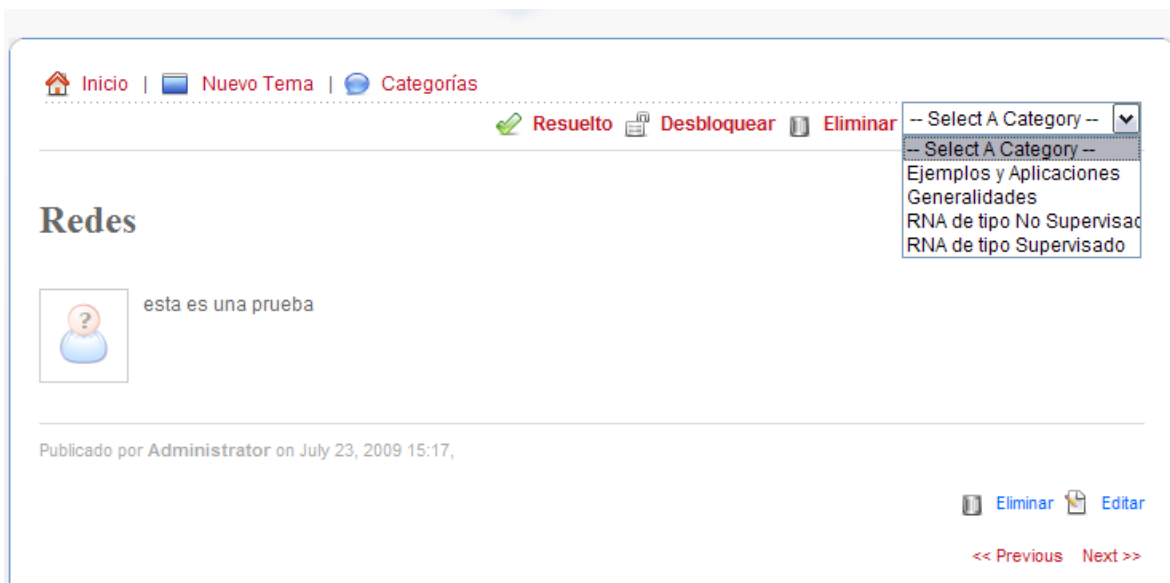 Inicio | Nuevo Tema | Categorías
Resuelto Desbloquear Eliminar -- Select A Category --
-- Select A Category --
Ejemplos y Aplicaciones
Generalidades
RNA de tipo No Supervisad
RNA de tipo Supervisado
Redes
?
esta es una prueba
Publicado por Administrator on July 23, 2009 15:17,
Eliminar Editar
<< Previous Next >>